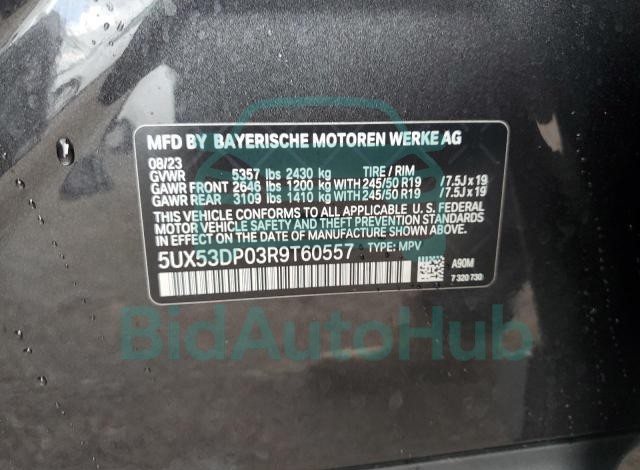 MFD BY BAYERISCHE MOTOREN WERKE AG
08/23
GVWR 5357 lbs 2430 kg TIRE / RIM
GAWR FRONT 2646 lbs 1200 kg WITH 245/50 R19 /7.5J x 19
GAWR REAR 3109 lbs 1410 kg WITH 245/50 R19 /7.5J x 19
THIS VEHICLE CONFORMS TO ALL APPLICABLE U. S. FEDERAL
MOTOR VEHICLE SAFETY, BUMPER, AND THEFT PREVENTION
STANDARDS IN EFFECT ON THE DATE OF MANUFACTURE SHOWN ABOVE.
5UX53DP03R9T60557 TYPE: MPV
A90M
7 320 730
BidAutoHub